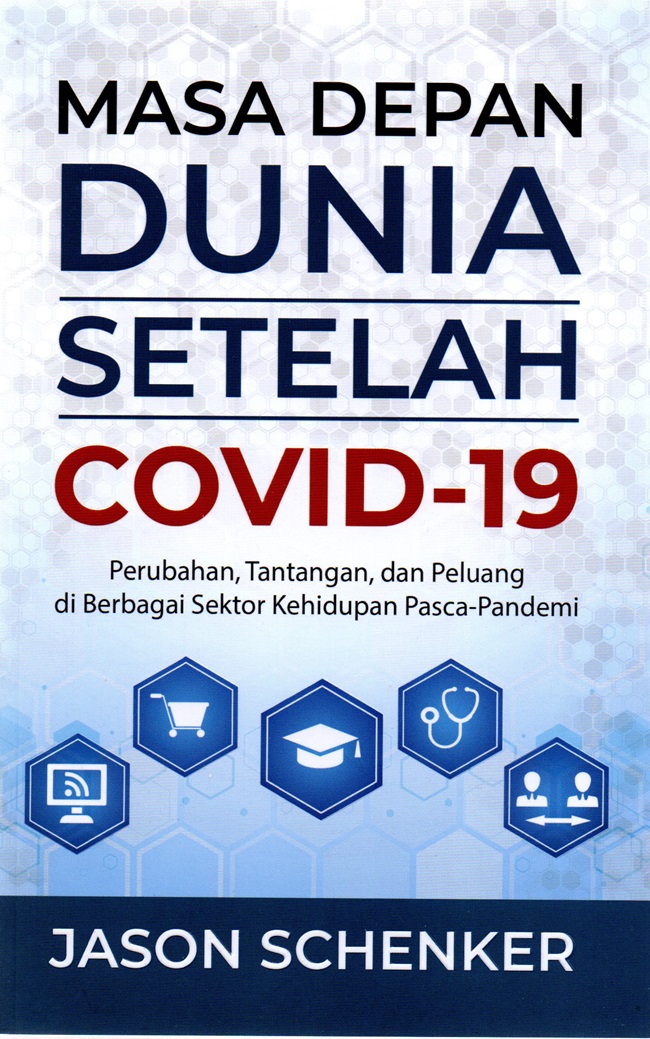 MASA DEPAN
DUNIA
SETELAH
COVID-19
Perubahan, Tantangan, dan Peluang
di Berbagai Sektor Kehidupan Pasca-Pandemi
JASON SCHENKER